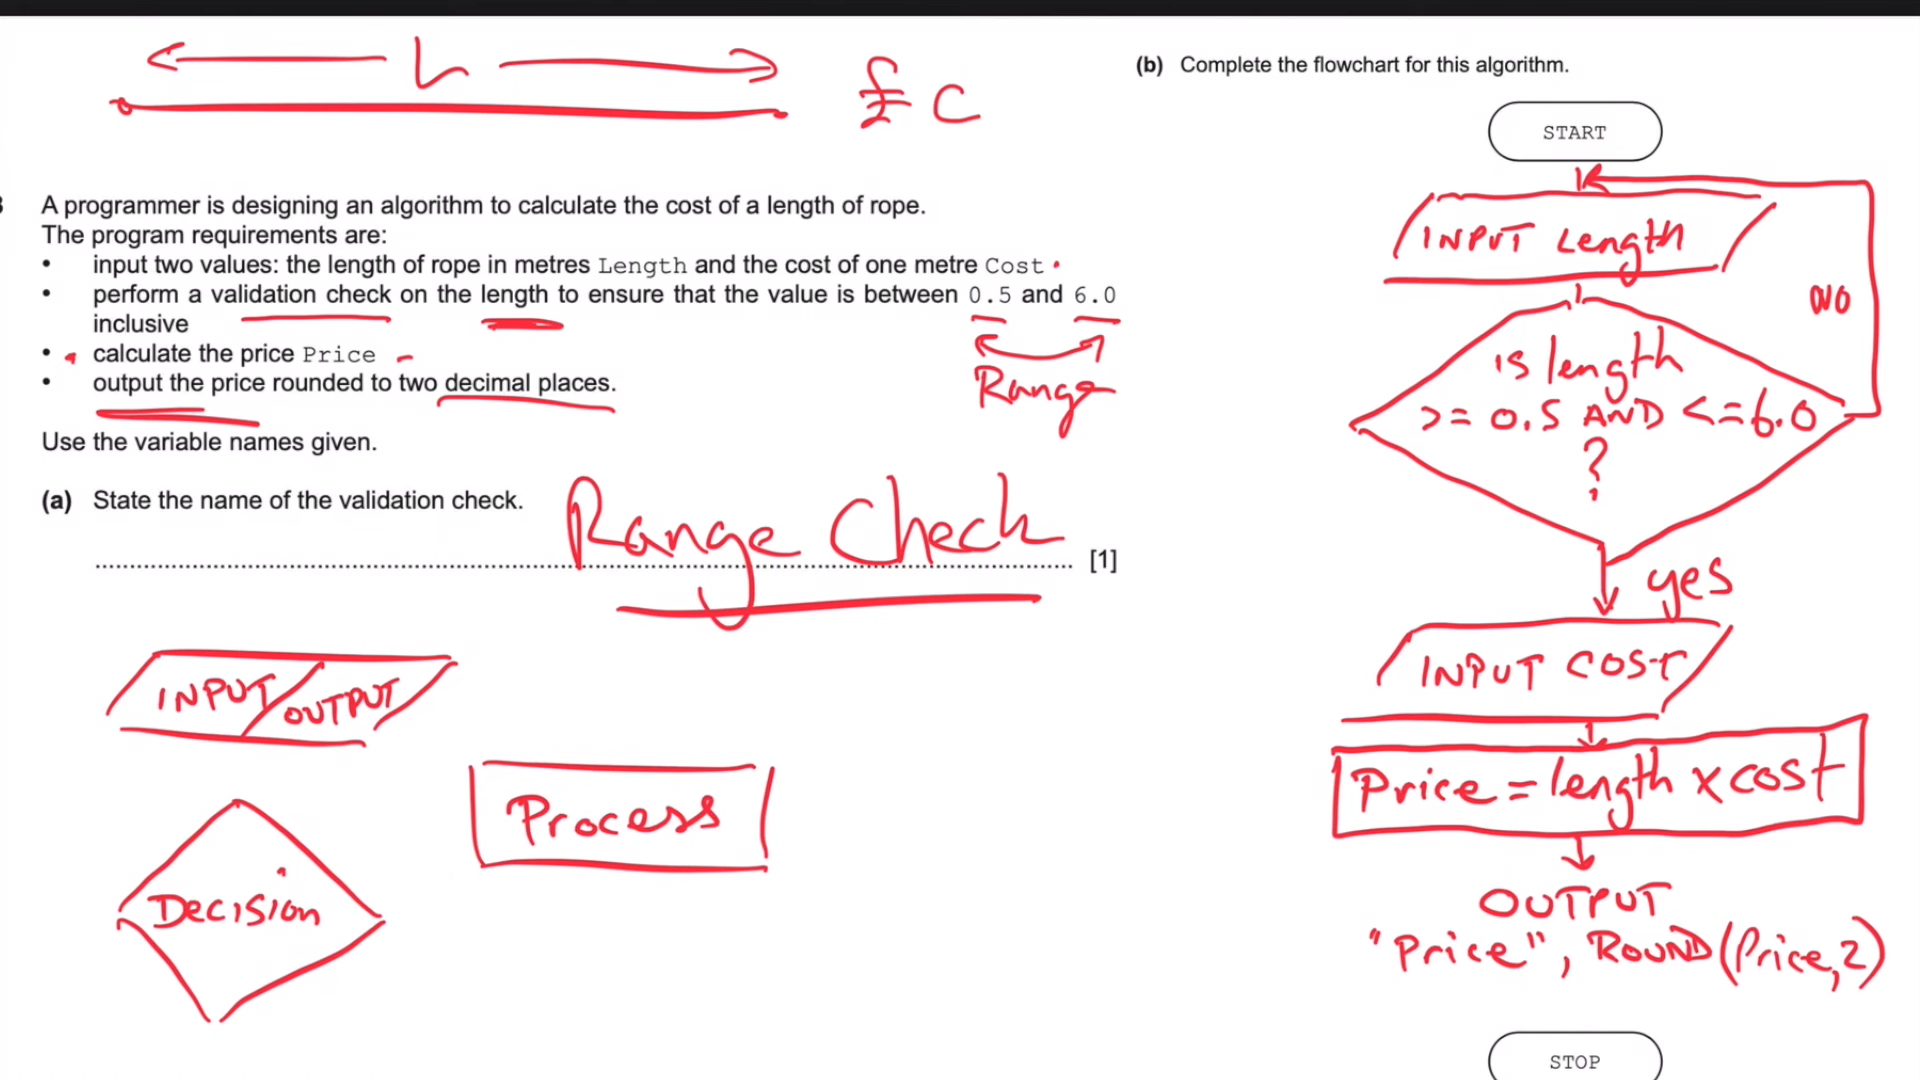 L
£ C
A programmer is designing an algorithm to calculate the cost of a length of rope.
The program requirements are:
• input two values: the length of rope in metres Length and the cost of one metre Cost
• perform a validation check on the length to ensure that the value is between 0.5 and 6.0
inclusive
• calculate the price Price
• output the price rounded to two decimal places.
Range
Use the variable names given.
(a) State the name of the validation check.
Range Check
[1]
INPUT/OUTPUT
Process
Decision
(b) Complete the flowchart for this algorithm.
START
INPUT Length
NO
is length
>= 0.5 AND <=6.0
?
yes
INPUT COST
Price = length x cost
OUTPUT
"Price", ROUND(Price,2)
STOP